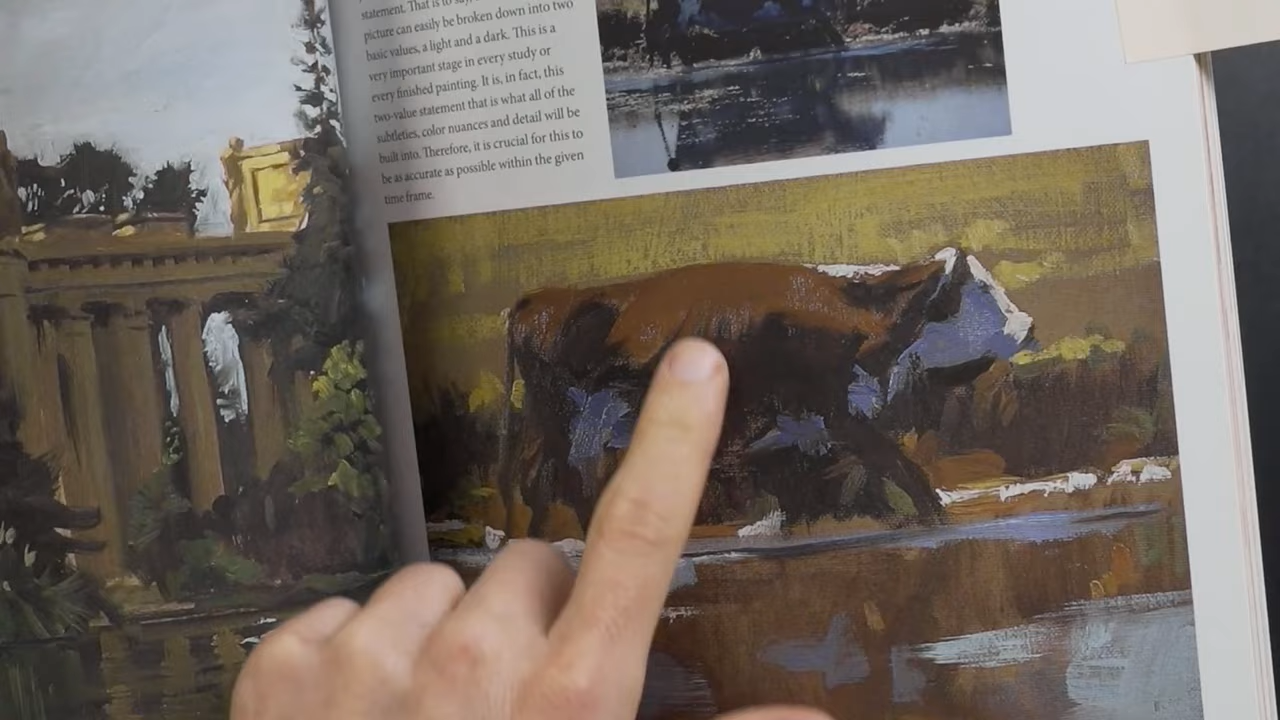 statement. That is to say,
picture can easily be broken down into two
basic values, a light and a dark. This is a
very important stage in every study or
every finished painting. It is, in fact, this
two-value statement that is what all of the
subtleties, color nuances and detail will be
built into. Therefore, it is crucial for this to
be as accurate as possible within the given
time frame.